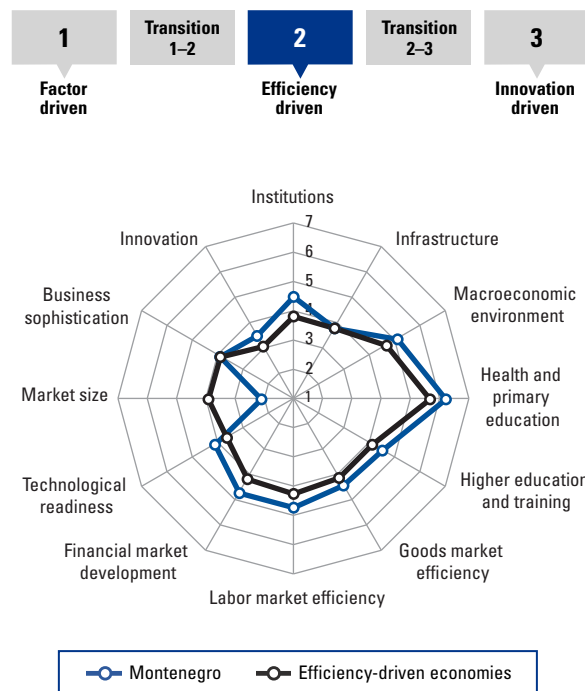 1
Transition
1–2
2
Transition
2–3
3
Factor
driven
Efficiency
driven
Innovation
driven
Institutions
7
6
5
4
3
2
1
Infrastructure
Macroeconomic
environment
Health and
primary
education
Higher education
and training
Goods market
efficiency
Labor market efficiency
Financial market
development
Technological
readiness
Market size
Business
sophistication
Innovation
Montenegro
Efficiency-driven economies